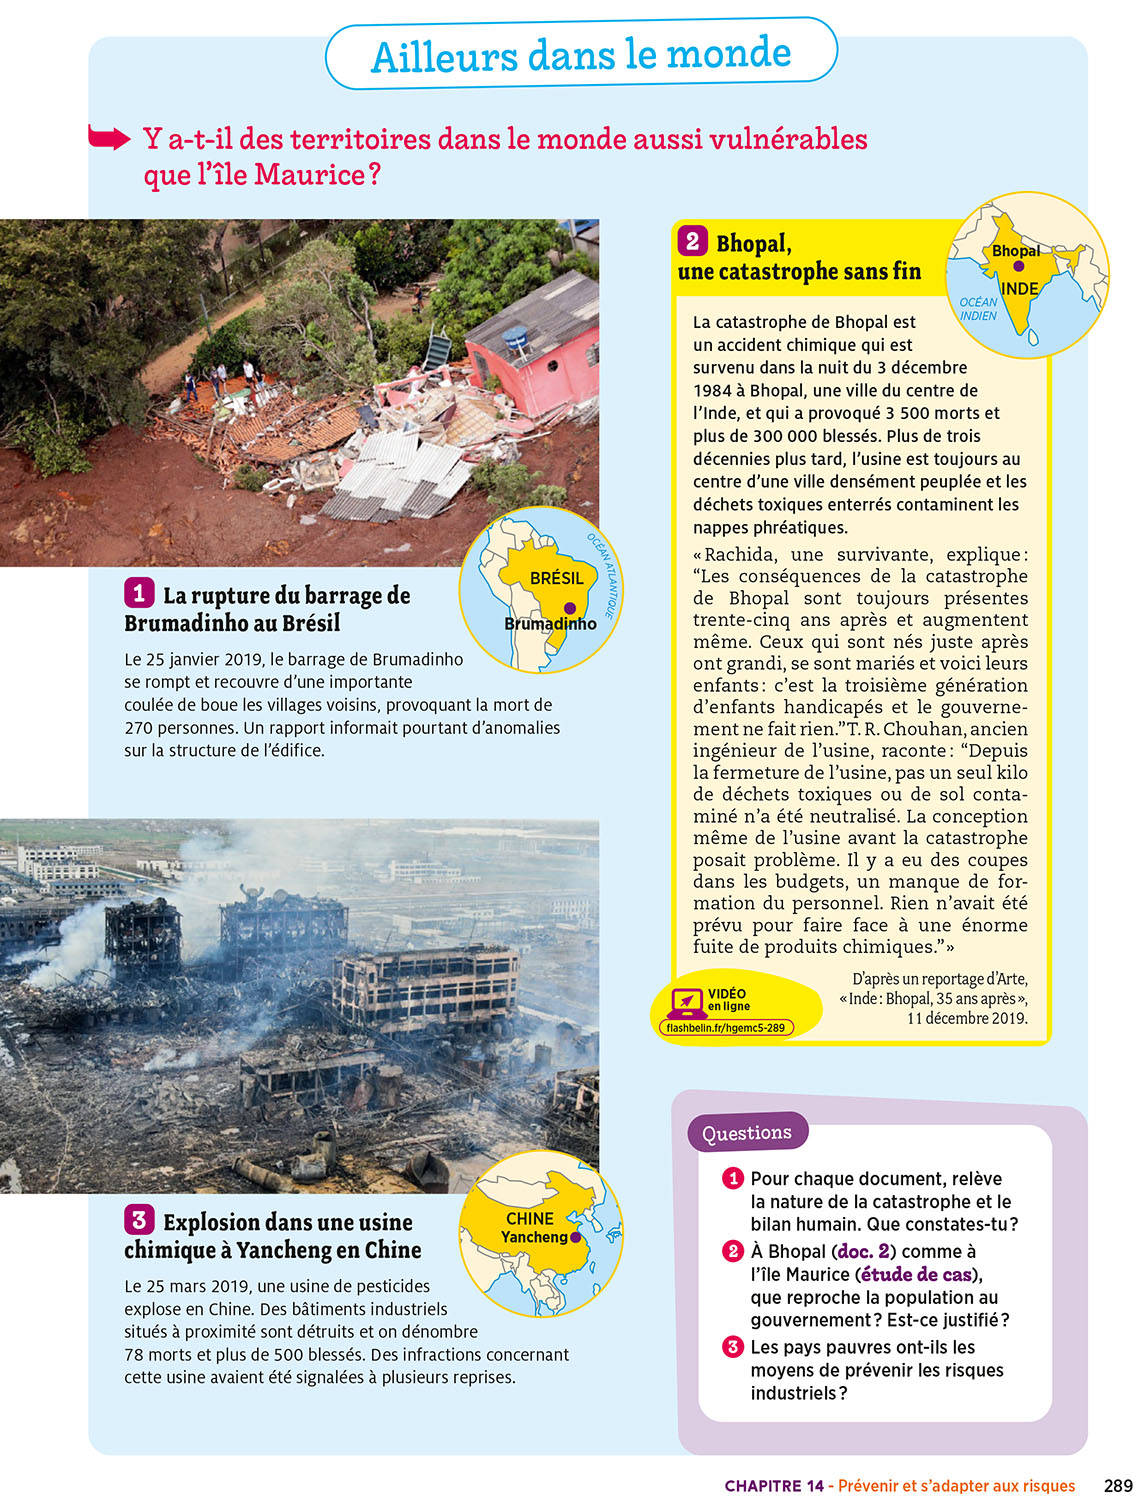 Ailleurs dans le monde
Y a-t-il des territoires dans le monde aussi vulnérables
que l'île Maurice ?
1 La rupture du barrage de
Brumadinho au Brésil
Le 25 janvier 2019, le barrage de Brumadinho
se rompt et recouvre d'une importante
coulée de boue les villages voisins, provoquant la mort de
270 personnes. Un rapport informait pourtant d'anomalies
sur la structure de l'édifice.
OCÉAN ATLANTIQUE
BRÉSIL
Brumadinho
3 Explosion dans une usine
chimique à Yancheng en Chine
Le 25 mars 2019, une usine de pesticides
explose en Chine. Des bâtiments industriels
situés à proximité sont détruits et on dénombre
78 morts et plus de 500 blessés. Des infractions concernant
cette usine avaient été signalées à plusieurs reprises.
CHINE
Yancheng
2 Bhopal,
une catastrophe sans fin
Bhopal
INDE
OCÉAN
INDIEN
La catastrophe de Bhopal est
un accident chimique qui est
survenu dans la nuit du 3 décembre
1984 à Bhopal, une ville du centre de
l'Inde, et qui a provoqué 3 500 morts et
plus de 300 000 blessés. Plus de trois
décennies plus tard, l'usine est toujours au
centre d'une ville densément peuplée et les
déchets toxiques enterrés contaminent les
nappes phréatiques.
« Rachida, une survivante, explique :
“Les conséquences de la catastrophe
de Bhopal sont toujours présentes
trente-cinq ans après et augmentent
même. Ceux qui sont nés juste après
ont grandi, se sont mariés et voici leurs
enfants : c'est la troisième génération
d'enfants handicapés et le gouverne-
ment ne fait rien.” T. R. Chouhan, ancien
ingénieur de l'usine, raconte : “Depuis
la fermeture de l'usine, pas un seul kilo
de déchets toxiques ou de sol conta-
miné n'a été neutralisé. La conception
même de l'usine avant la catastrophe
posait problème. Il y a eu des coupes
dans les budgets, un manque de for-
mation du personnel. Rien n'avait été
prévu pour faire face à une énorme
fuite de produits chimiques.” »
D'après un reportage d'Arte,
« Inde : Bhopal, 35 ans après »,
11 décembre 2019.
VIDÉO
en ligne
flashbelin.fr/hgemc5-289
Questions
1 Pour chaque document, relève
la nature de la catastrophe et le
bilan humain. Que constates-tu ?
2 À Bhopal (doc. 2) comme à
l'île Maurice (étude de cas),
que reproche la population au
gouvernement ? Est-ce justifié ?
3 Les pays pauvres ont-ils les
moyens de prévenir les risques
industriels ?
CHAPITRE 14 - Prévenir et s'adapter aux risques 289